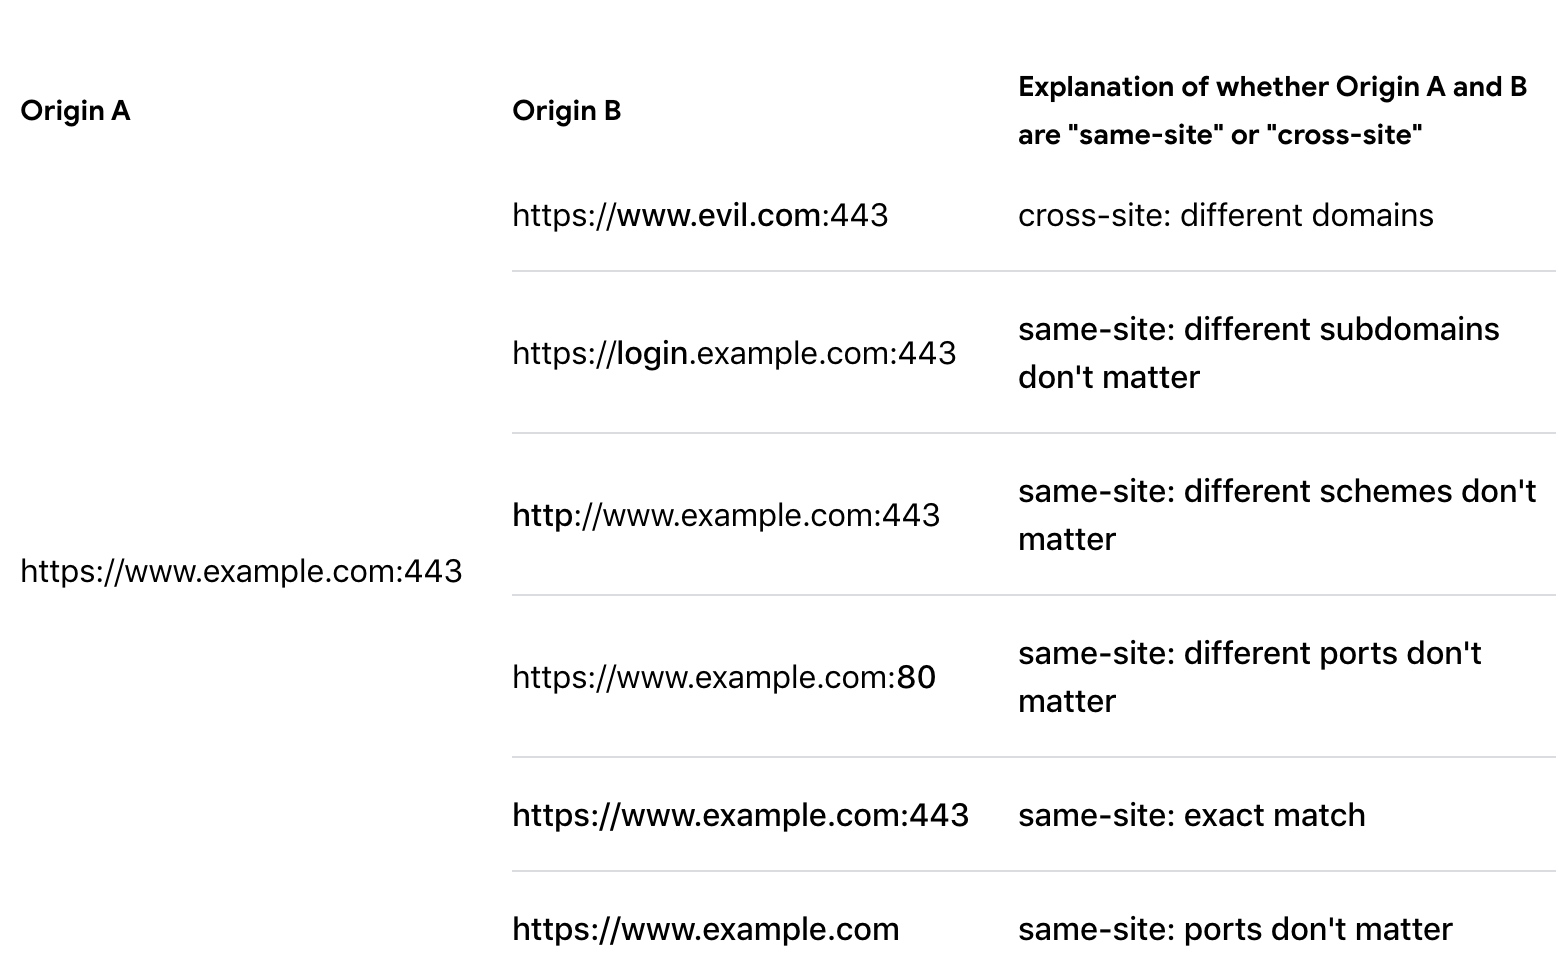 Origin A
Origin B
Explanation of whether Origin A and B
are "same-site" or "cross-site"
https://www.example.com:443
https://www.evil.com:443
cross-site: different domains
https://login.example.com:443
same-site: different subdomains
don't matter
http://www.example.com:443
same-site: different schemes don't
matter
https://www.example.com:80
same-site: different ports don't
matter
https://www.example.com:443
same-site: exact match
https://www.example.com
same-site: ports don't matter